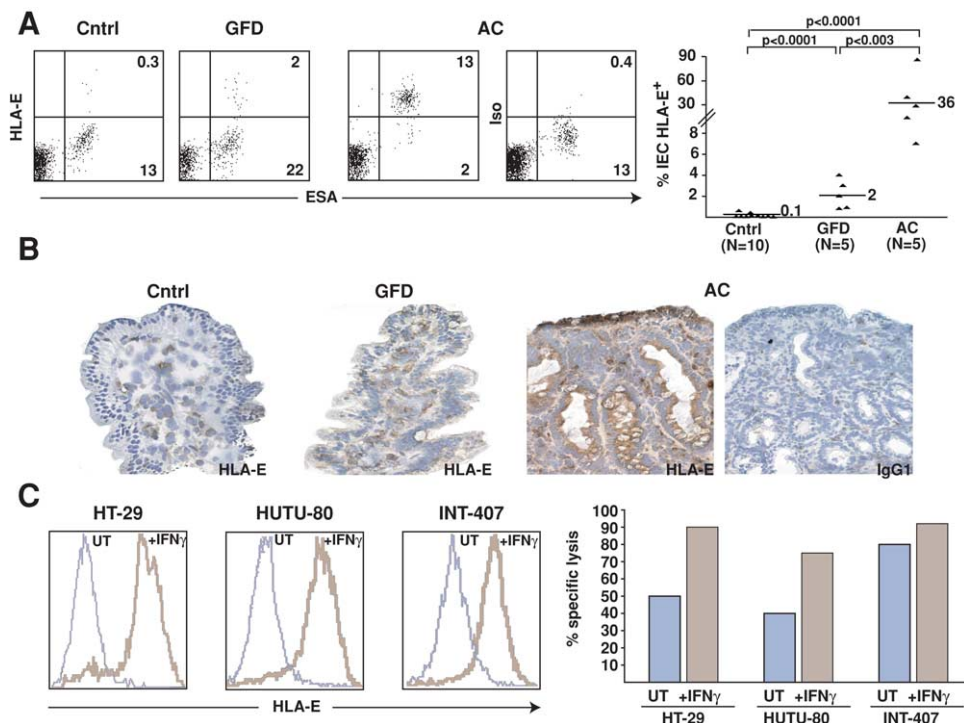 A
Cntrl
GFD
AC
HLA-E
0.3
13
2
22
13
2
Iso
0.4
13
ESA
p<0.0001
p<0.0001
p<0.003
% IEC HLA-E+
90
70
50
30
8
6
4
2
0.1
2
36
Cntrl
(N=10)
GFD
(N=5)
AC
(N=5)
B
Cntrl
GFD
AC
HLA-E
HLA-E
HLA-E
IgG1
C
HT-29
HUTU-80
INT-407
UT
+IFNγ
UT
+IFNγ
UT
+IFNγ
HLA-E
% specific lysis
100
90
80
70
60
50
40
30
20
10
UT +IFNγ
UT +IFNγ
UT +IFNγ
HT-29
HUTU-80
INT-407